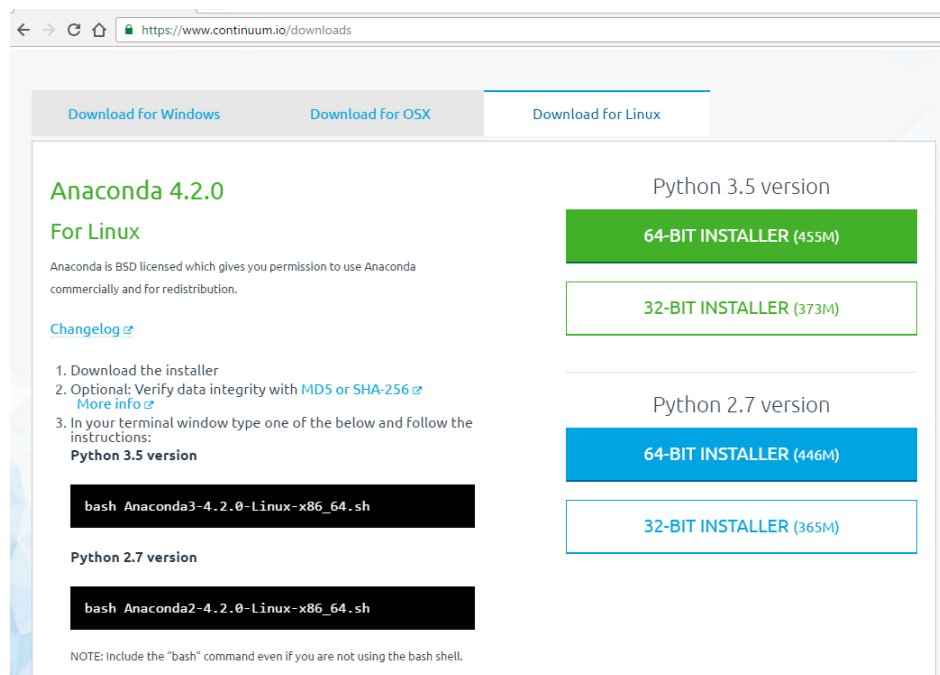 https://www.continuum.io/downloads
Download for Windows
Download for OSX
Download for Linux
Anaconda 4.2.0
For Linux
Anaconda is BSD licensed which gives you permission to use Anaconda
commercially and for redistribution.
Changelog
1. Download the installer
2. Optional: Verify data integrity with MD5 or SHA-256
More info
3. In your terminal window type one of the below and follow the
instructions:
Python 3.5 version
bash Anaconda3-4.2.0-Linux-x86_64.sh
Python 2.7 version
bash Anaconda2-4.2.0-Linux-x86_64.sh
NOTE: Include the "bash" command even if you are not using the bash shell.
Python 3.5 version
64-BIT INSTALLER (455M)
32-BIT INSTALLER (373M)
Python 2.7 version
64-BIT INSTALLER (446M)
32-BIT INSTALLER (365M)